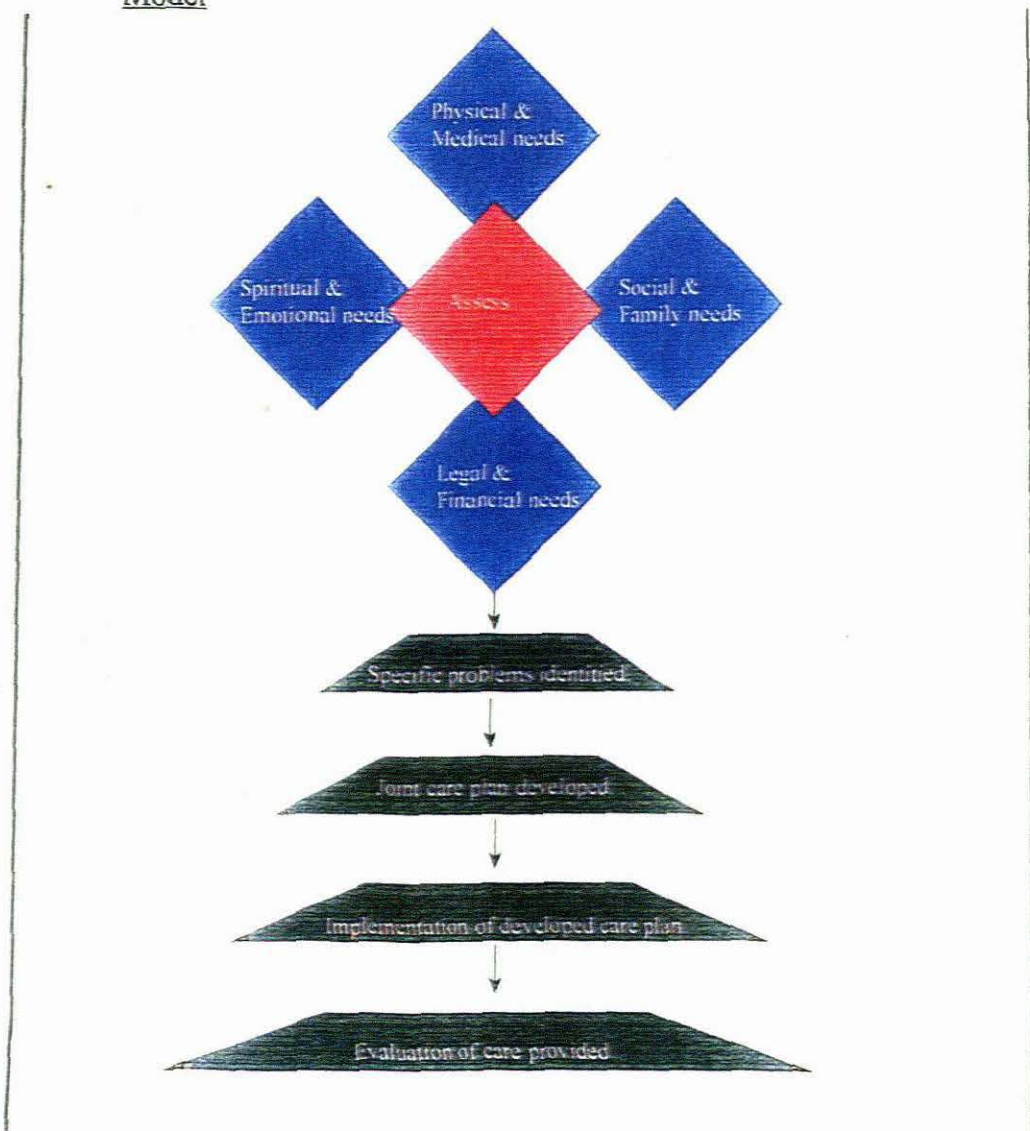 Model
Physical &
Medical needs
Spiritual &
Emotional needs
Assess
Social &
Family needs
Legal &
Financial needs
Specific problems identified
Joint care plan developed
Implementation of developed care plan
Evaluation of care provided